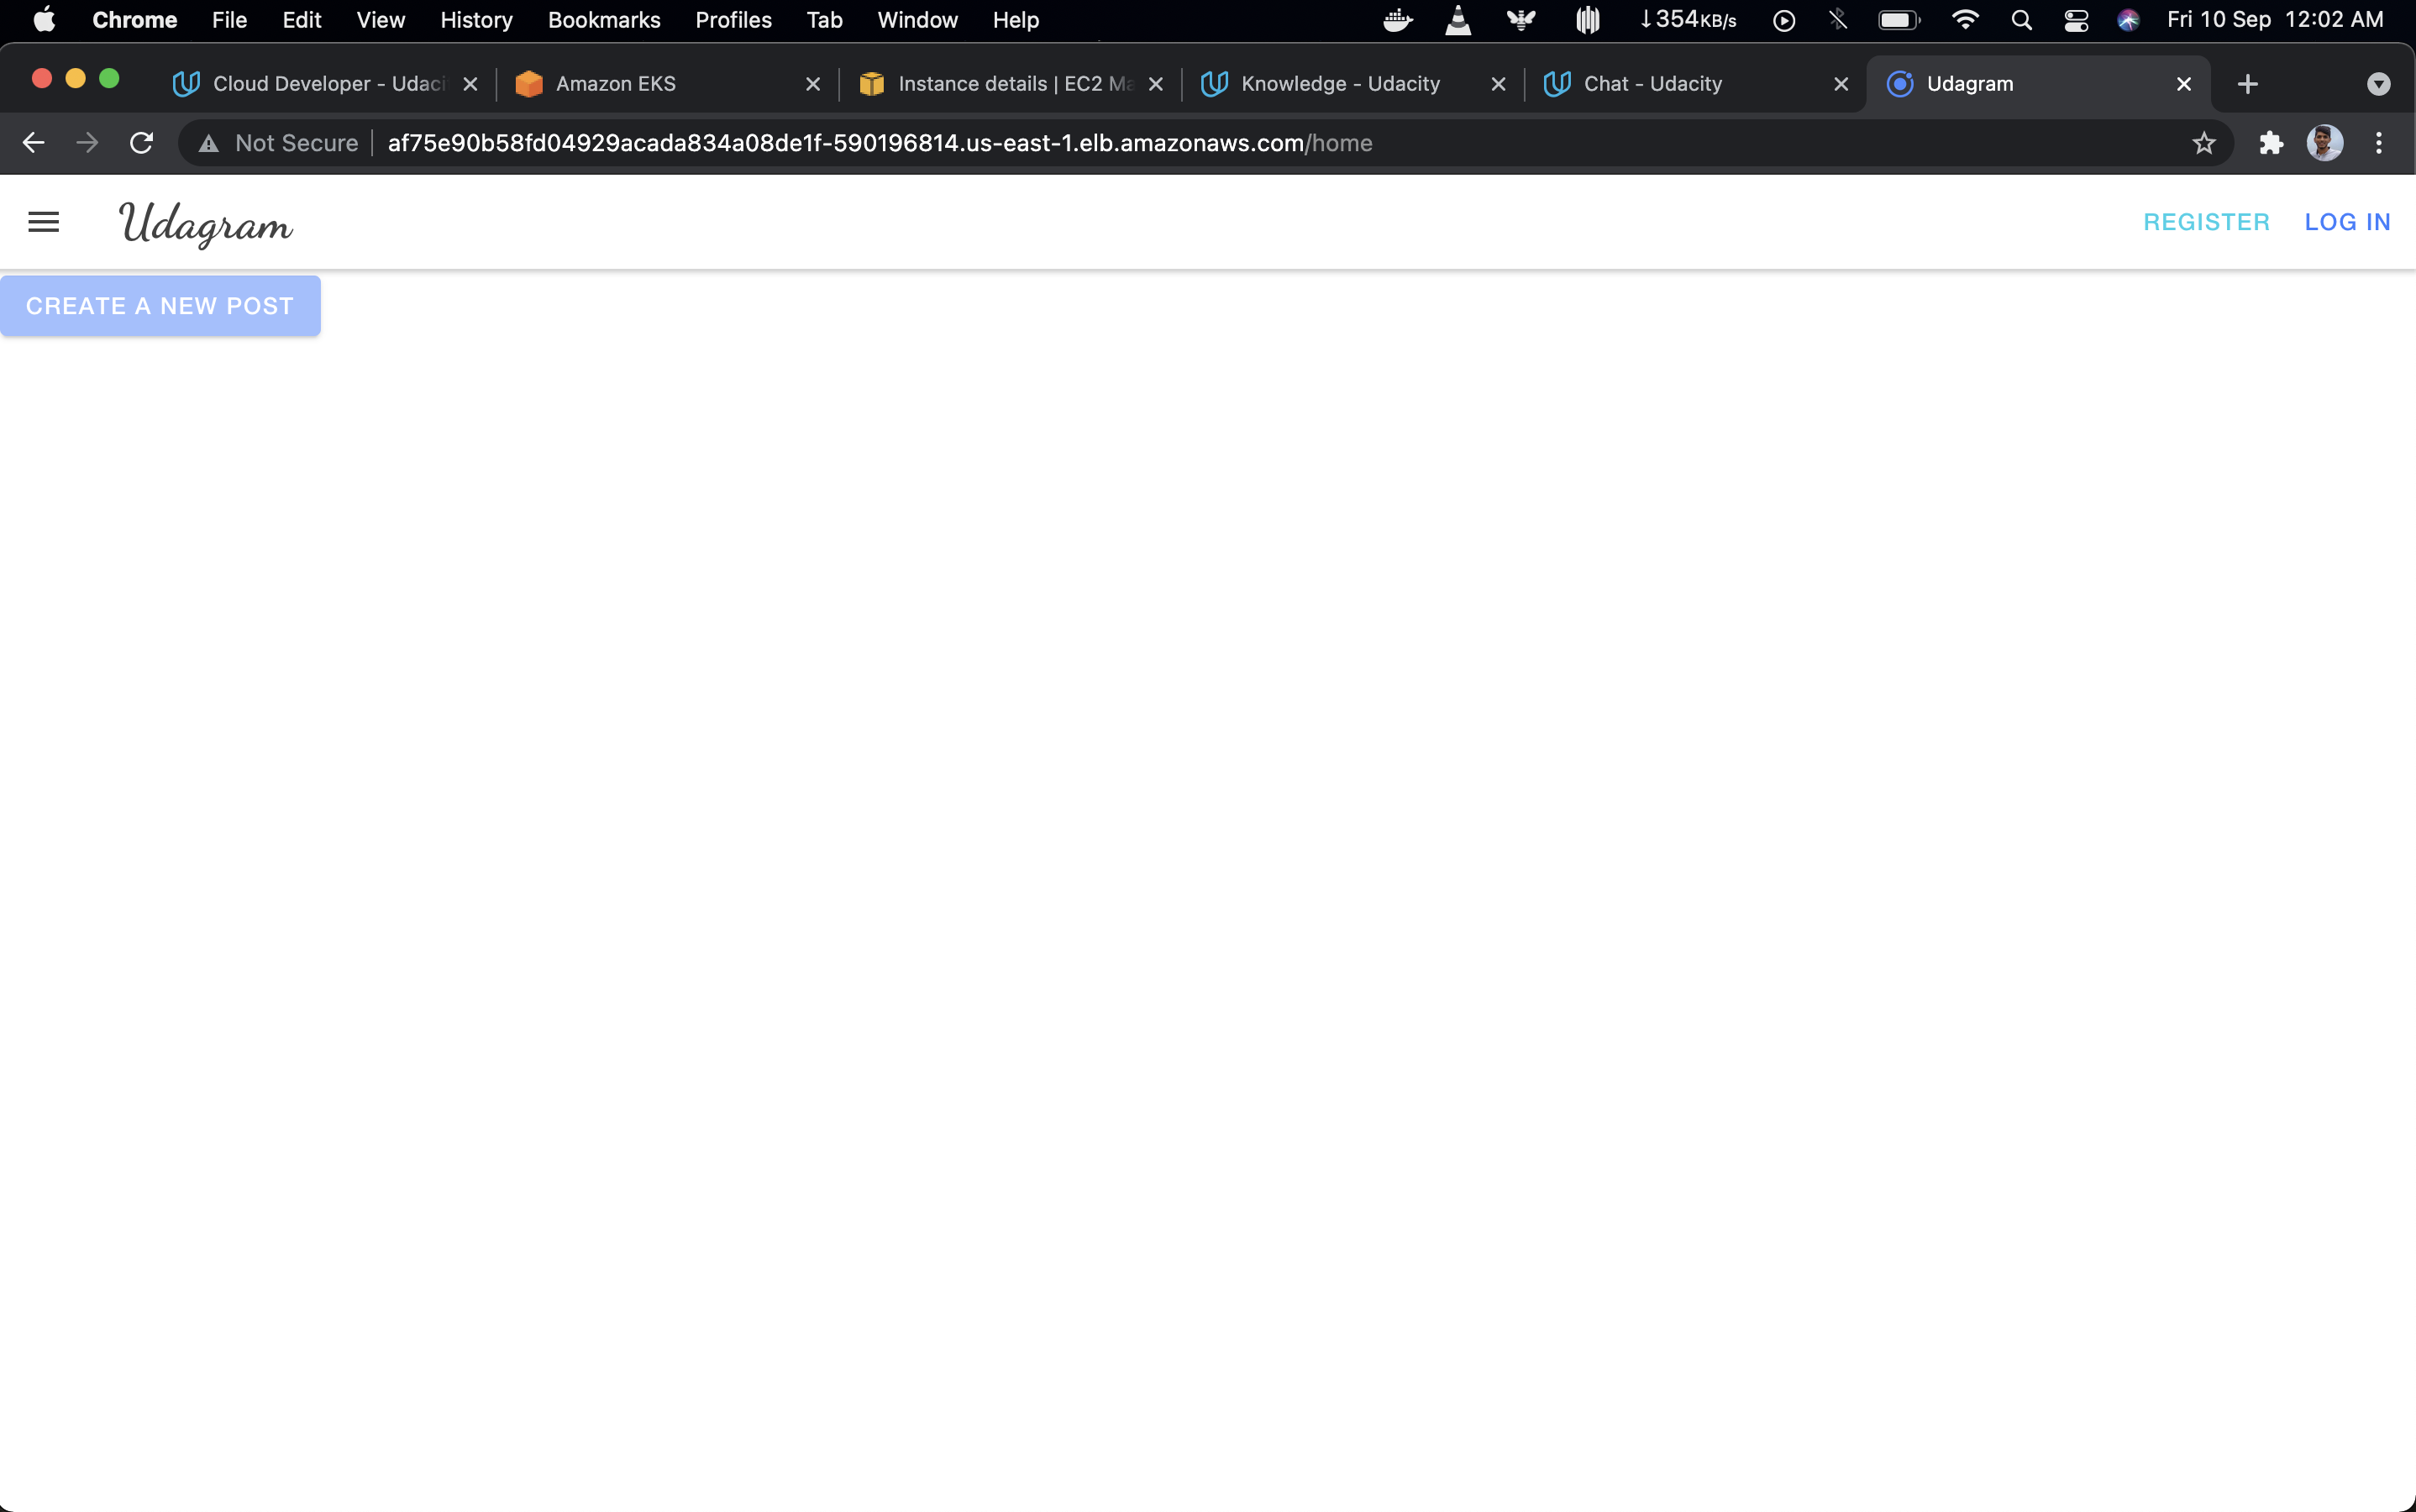 Chrome File Edit View History Bookmarks Profiles Tab Window Help ↓354KB/s Fri 10 Sep 12:02 AM
Cloud Developer - Udaci Amazon EKS Instance details | EC2 Ma Knowledge - Udacity Chat - Udacity Udagram
Not Secure af75e90b58fd04929acada834a08de1f-590196814.us-east-1.elb.amazonaws.com/home
Udagram REGISTER LOG IN
CREATE A NEW POST